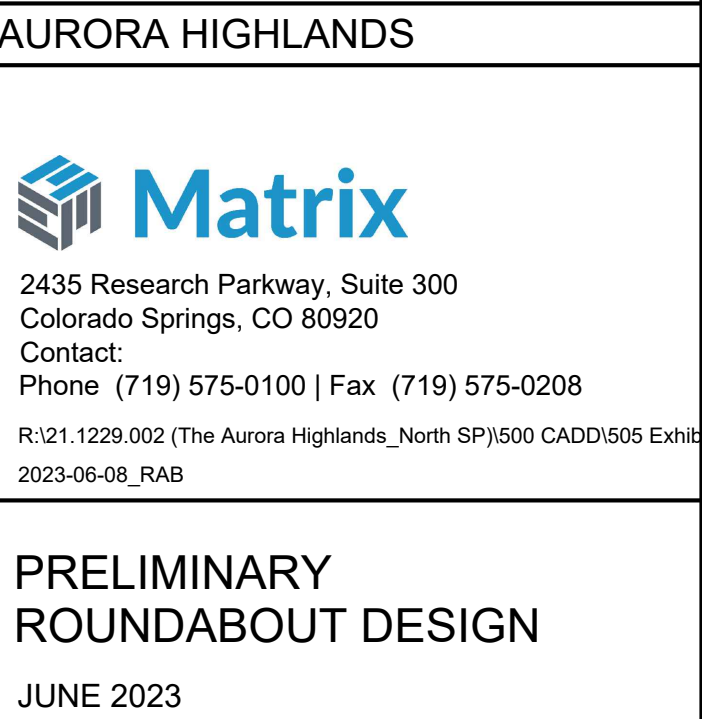 AURORA HIGHLANDS
Matrix
2435 Research Parkway, Suite 300
Colorado Springs, CO 80920
Contact:
Phone (719) 575-0100 | Fax (719) 575-0208
R:\21.1229.002 (The Aurora Highlands_North SP)\500 CADD\505 Exhib
2023-06-08_RAB
PRELIMINARY
ROUNDABOUT DESIGN
JUNE 2023